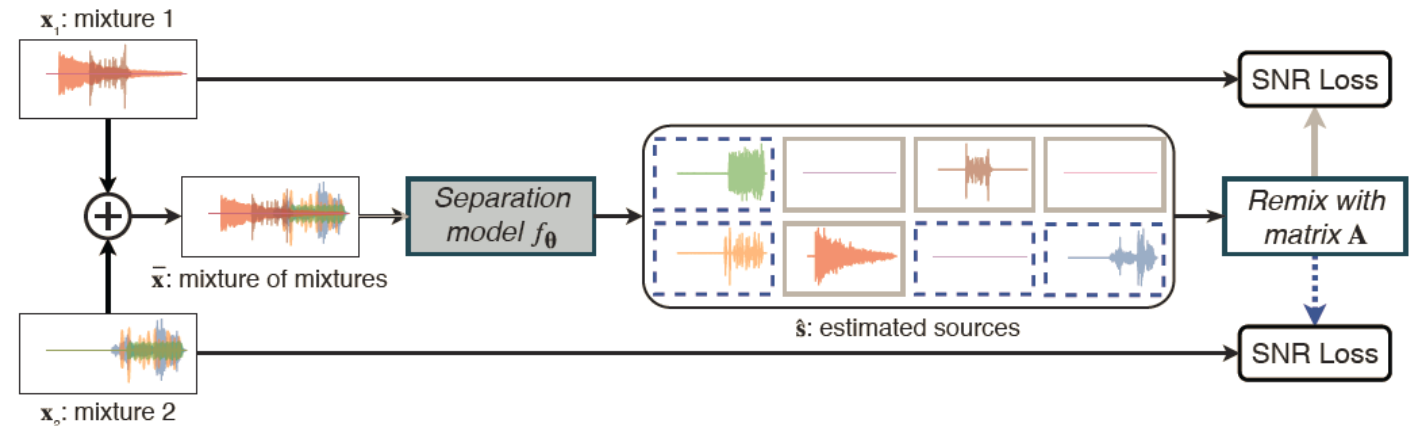 x₁: mixture 1
SNR Loss
Separation
model fθ
Remix with
matrix A
x̄: mixture of mixtures
ŝ: estimated sources
SNR Loss
x₂: mixture 2